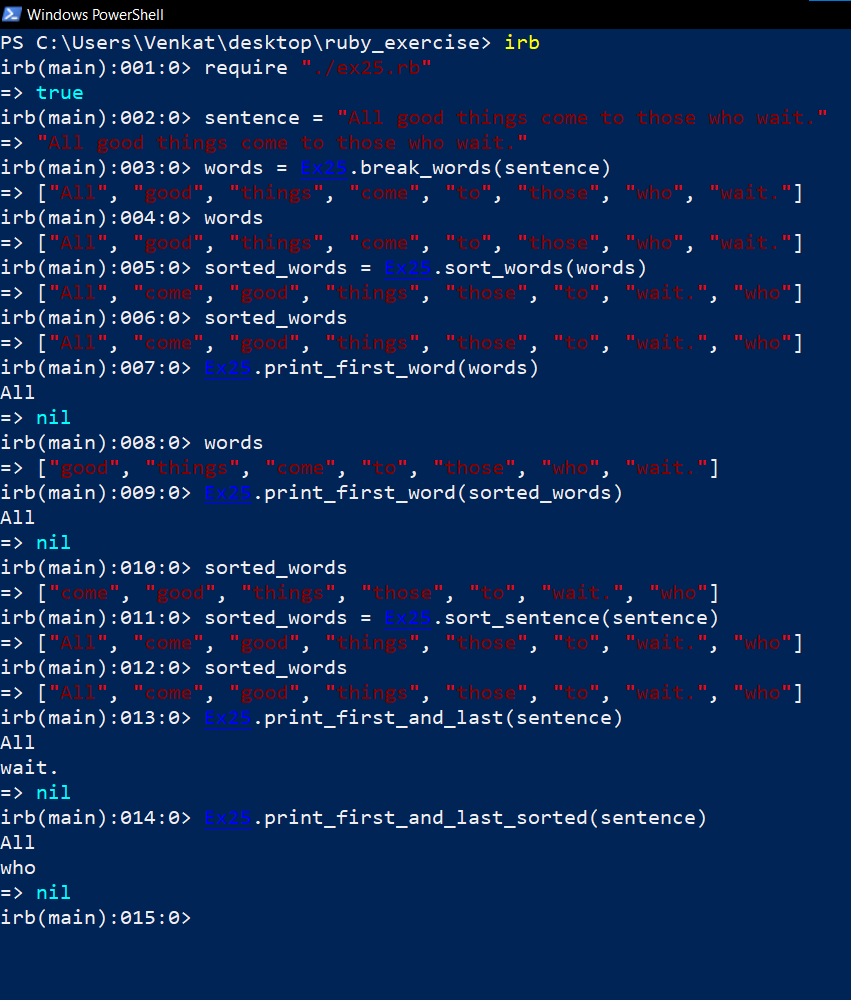 Windows PowerShell
PS C:\Users\Venkat\desktop\ruby_exercise> irb
irb(main):001:0> require "./ex25.rb"
=> true
irb(main):002:0> sentence = "All good things come to those who wait."
=> "All good things come to those who wait."
irb(main):003:0> words = Ex25.break_words(sentence)
=> ["All", "good", "things", "come", "to", "those", "who", "wait."]
irb(main):004:0> words
=> ["All", "good", "things", "come", "to", "those", "who", "wait."]
irb(main):005:0> sorted_words = Ex25.sort_words(words)
=> ["All", "come", "good", "things", "those", "to", "wait.", "who"]
irb(main):006:0> sorted_words
=> ["All", "come", "good", "things", "those", "to", "wait.", "who"]
irb(main):007:0> Ex25.print_first_word(words)
All
=> nil
irb(main):008:0> words
=> ["good", "things", "come", "to", "those", "who", "wait."]
irb(main):009:0> Ex25.print_first_word(sorted_words)
All
=> nil
irb(main):010:0> sorted_words
=> ["come", "good", "things", "those", "to", "wait.", "who"]
irb(main):011:0> sorted_words = Ex25.sort_sentence(sentence)
=> ["All", "come", "good", "things", "those", "to", "wait.", "who"]
irb(main):012:0> sorted_words
=> ["All", "come", "good", "things", "those", "to", "wait.", "who"]
irb(main):013:0> Ex25.print_first_and_last(sentence)
All
wait.
=> nil
irb(main):014:0> Ex25.print_first_and_last_sorted(sentence)
All
who
=> nil
irb(main):015:0>